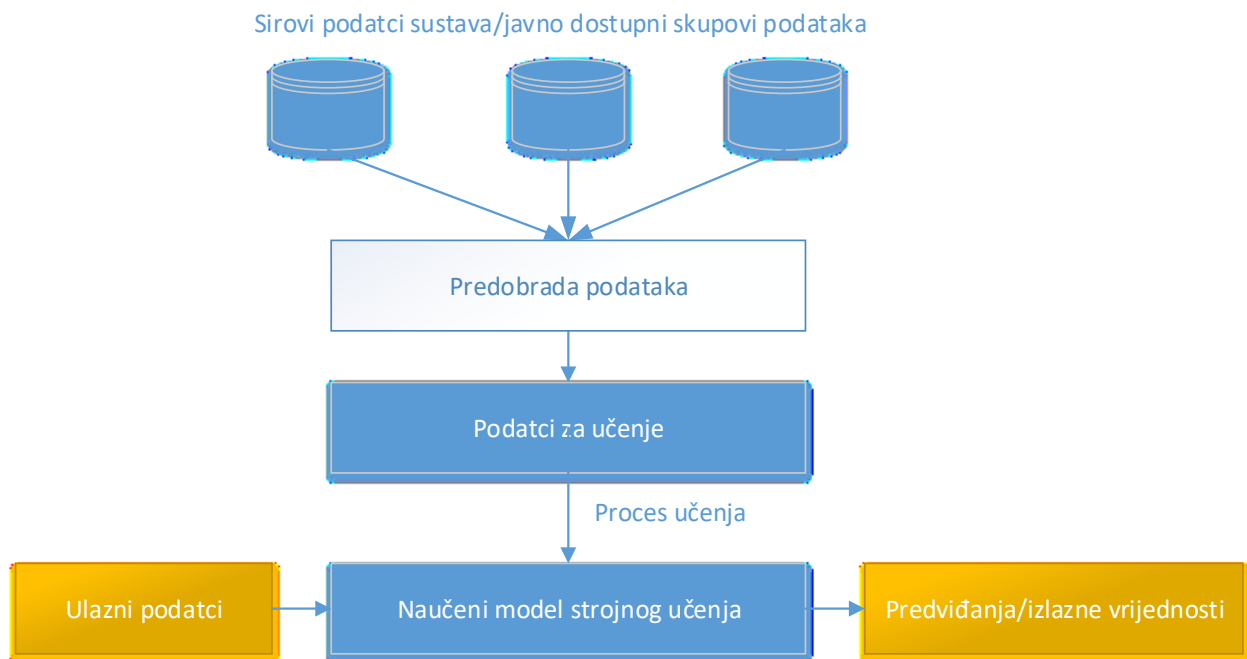 Sirovi podatci sustava/javno dostupni skupovi podataka
Predobrada podataka
Podatci za učenje
Proces učenja
Ulazni podatci
Naučeni model strojnog učenja
Predviđanja/izlazne vrijednosti